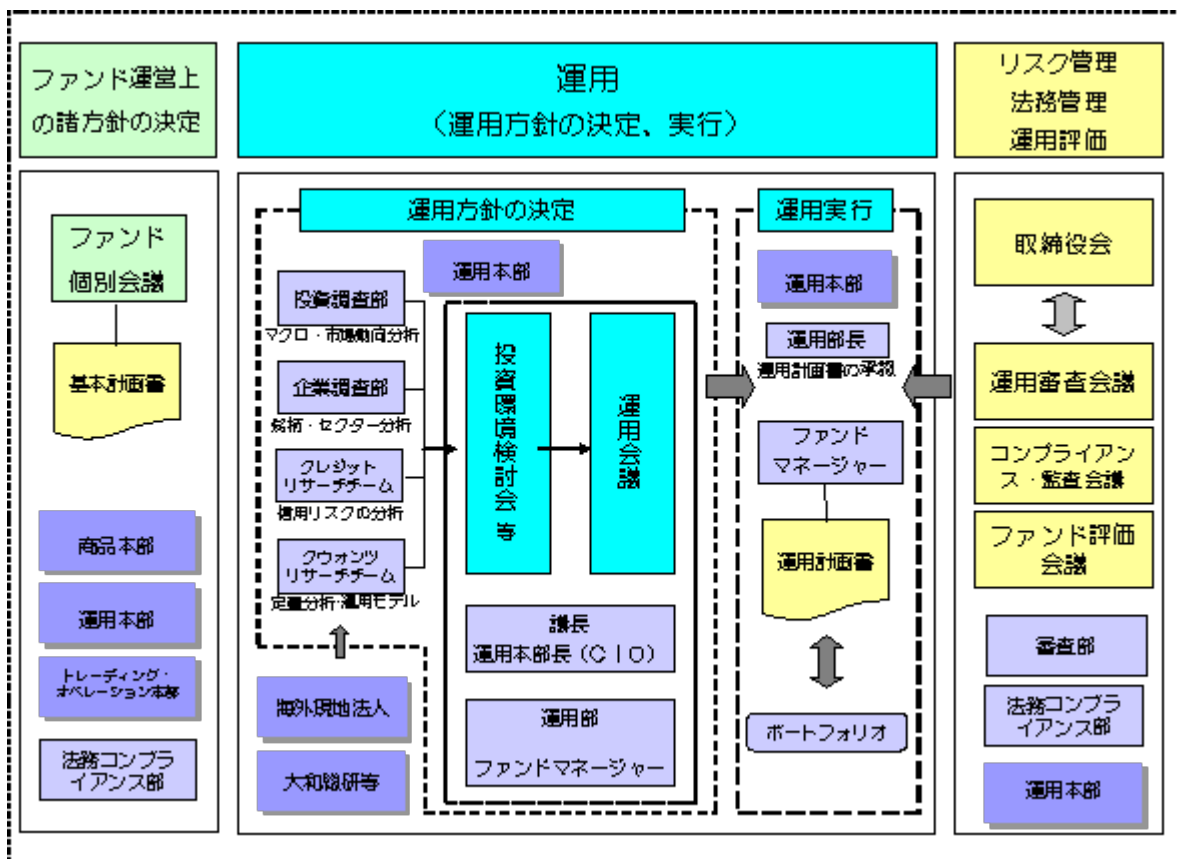 ファンド運営上
の諸方針の決定
ファンド
個別会議
基本計画書
商品本部
運用本部
トレーディング・
オペレーション本部
法務コンプラ
イアンス部
運用
（運用方針の決定、実行）
運用方針の決定
運用本部
投資調査部
マクロ・市場動向分析
企業調査部
銘柄・セクター分析
クレジット
リサーチチーム
信用リスクの分析
クウォンツ
リサーチチーム
定量分析・運用モデル
海外現地法人
大和総研等
投資環境検討会 等
運用会議
議長
運用本部長（ＣＩＯ）
運用部
ファンドマネージャー
運用実行
運用本部
運用部長
運用計画書の承認
ファンド
マネージャー
運用計画書
ポートフォリオ
リスク管理
法務管理
運用評価
取締役会
運用審査会議
コンプライアン
ス・監査会議
ファンド評価
会議
審査部
法務コンプラ
イアンス部
運用本部